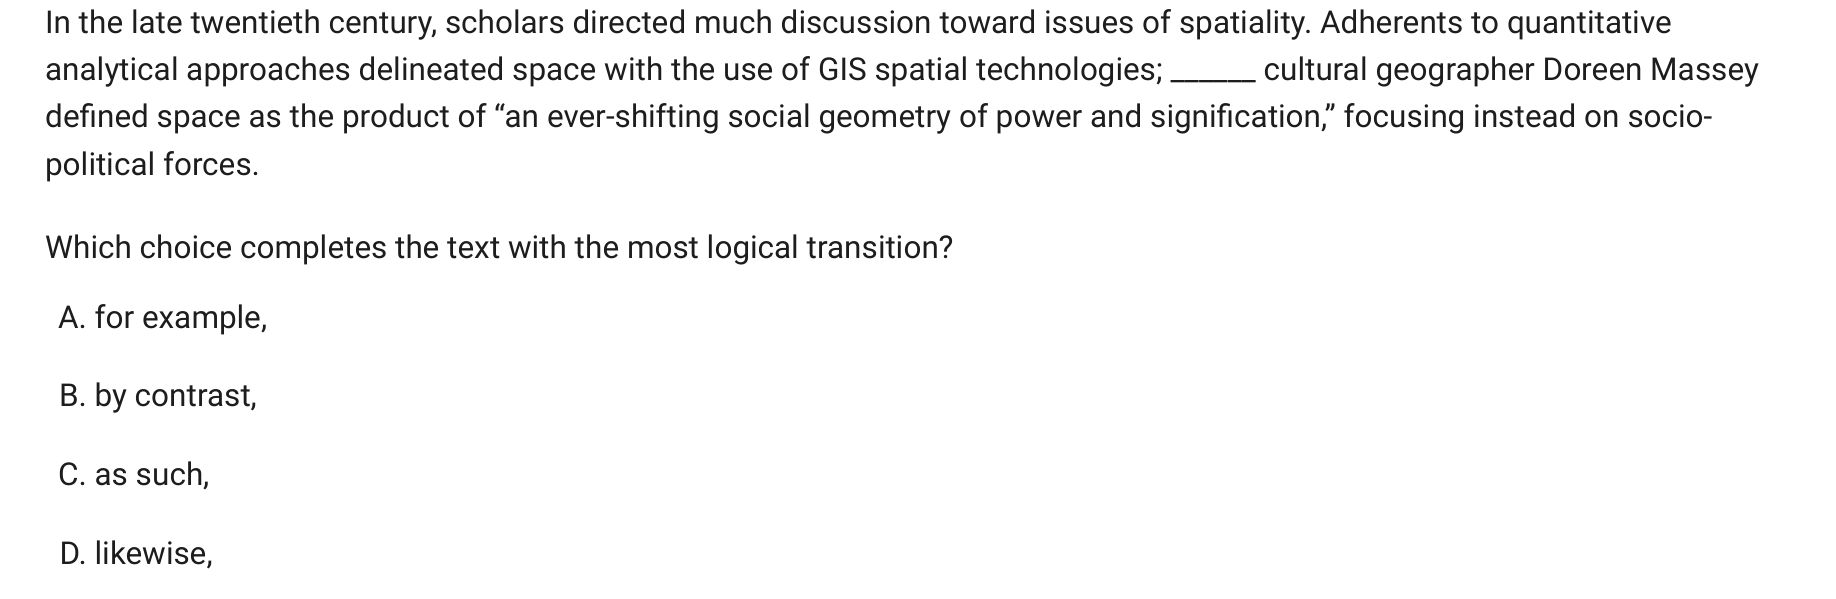 In the late twentieth century, scholars directed much discussion toward issues of spatiality. Adherents to quantitative
analytical approaches delineated space with the use of GIS spatial technologies; ______ cultural geographer Doreen Massey
defined space as the product of “an ever-shifting social geometry of power and signification,” focusing instead on socio-
political forces.
Which choice completes the text with the most logical transition?
A. for example,
B. by contrast,
C. as such,
D. likewise,